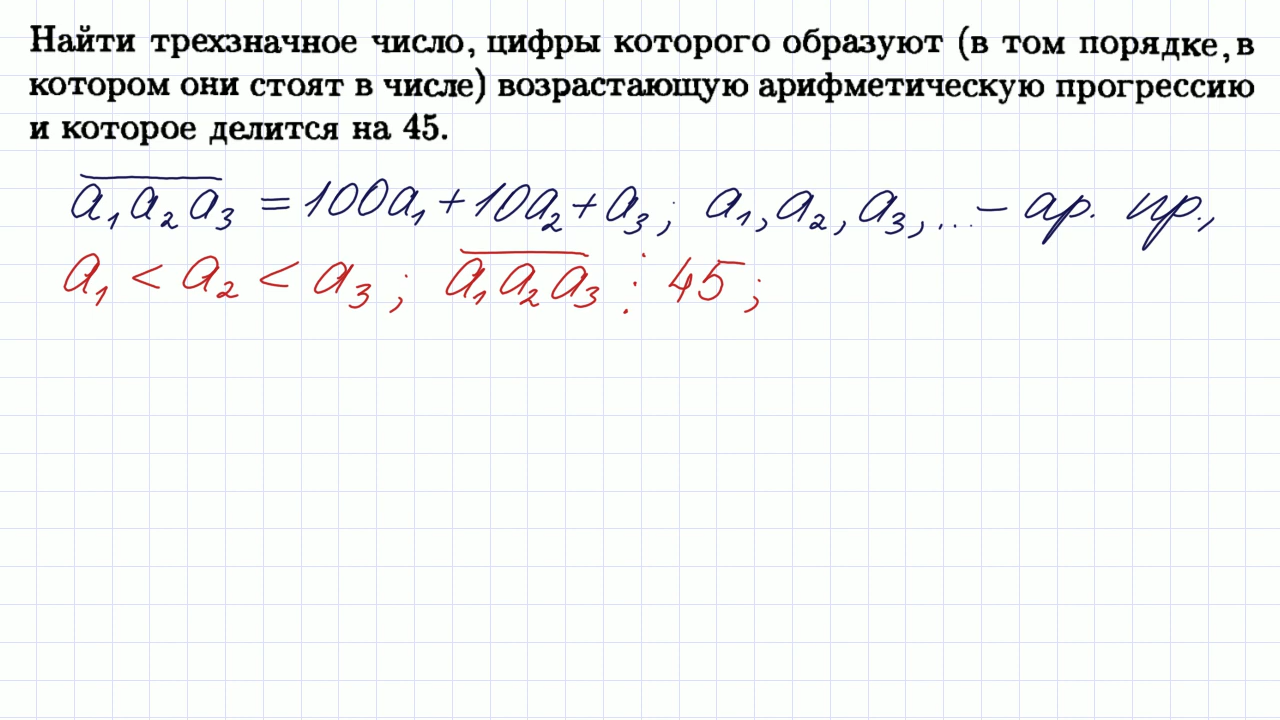 Найти трехзначное число, цифры которого образуют (в том порядке, в
котором они стоят в числе) возрастающую арифметическую прогрессию
и которое делится на 45.
a₁a₂a₃ = 100a₁ + 10a₂ + a₃; a₁, a₂, a₃, ... – ар. пр.,
a₁ < a₂ < a₃; a₁a₂a₃ ⋮ 45;